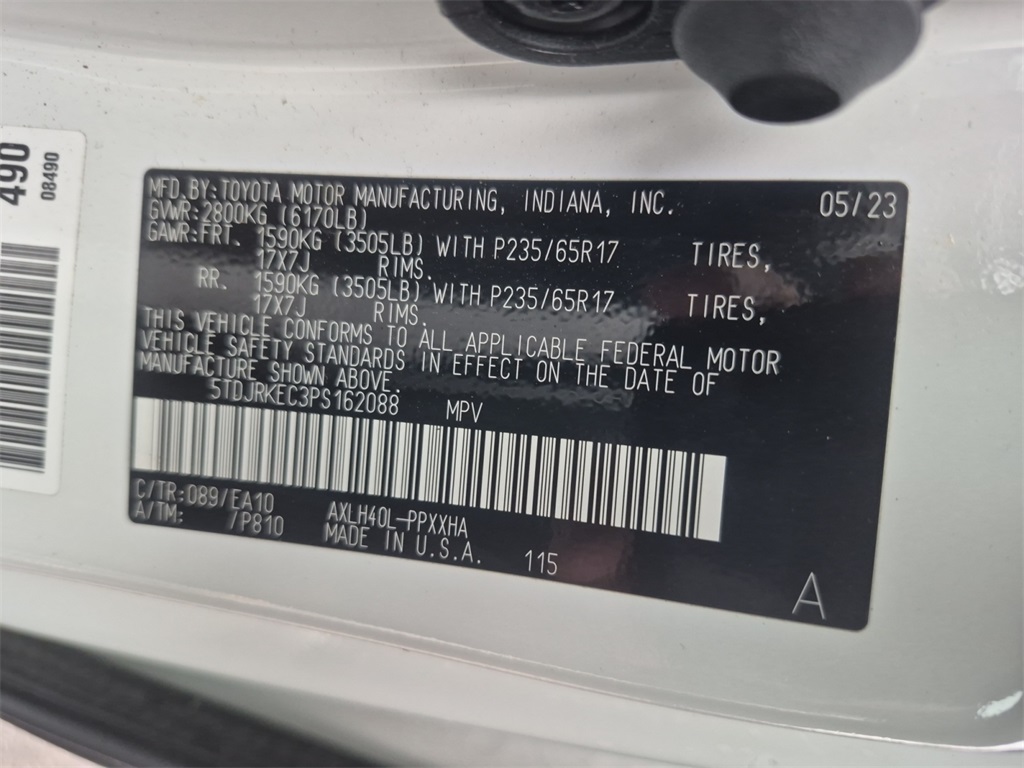 490
08490
MFD. BY: TOYOTA MOTOR MANUFACTURING, INDIANA, INC. 05/23
GVWR: 2800KG (6170LB)
GAWR: FRT. 1590KG (3505LB) WITH P235/65R17 TIRES,
17X7J RIMS.
RR. 1590KG (3505LB) WITH P235/65R17 TIRES,
17X7J RIMS.
THIS VEHICLE CONFORMS TO ALL APPLICABLE FEDERAL MOTOR
VEHICLE SAFETY STANDARDS IN EFFECT ON THE DATE OF
MANUFACTURE SHOWN ABOVE.
5TDJRKEC3PS162088 MPV
C/TR: 089/EA10
A/TM: /P810
AXLH40L-PPXXHA
MADE IN U.S.A. 115
A